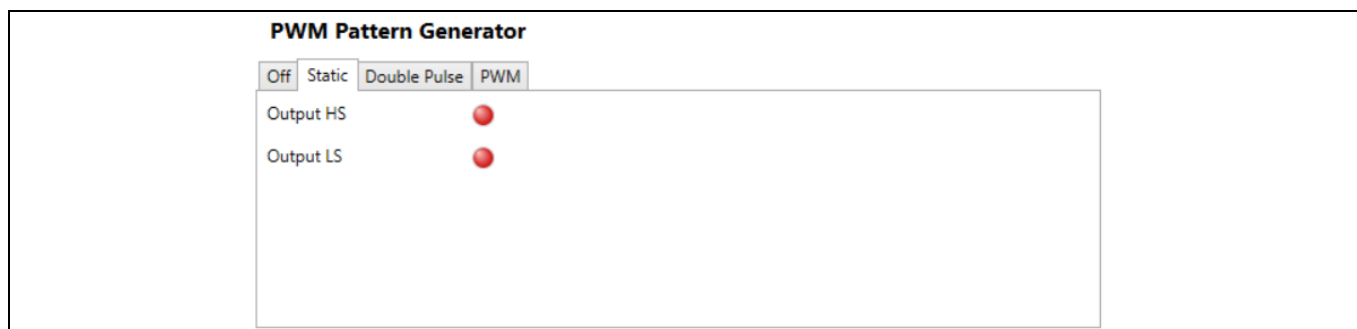 PWM Pattern Generator
Off Static Double Pulse PWM
Output HS
Output LS